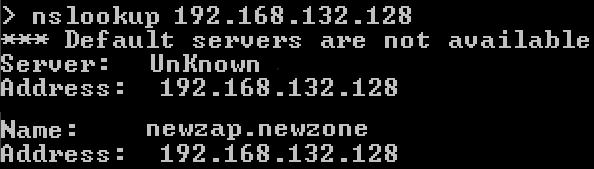 > nslookup 192.168.132.128
*** Default servers are not available
Server: UnKnown
Address: 192.168.132.128
Name: newzap.newzone
Address: 192.168.132.128